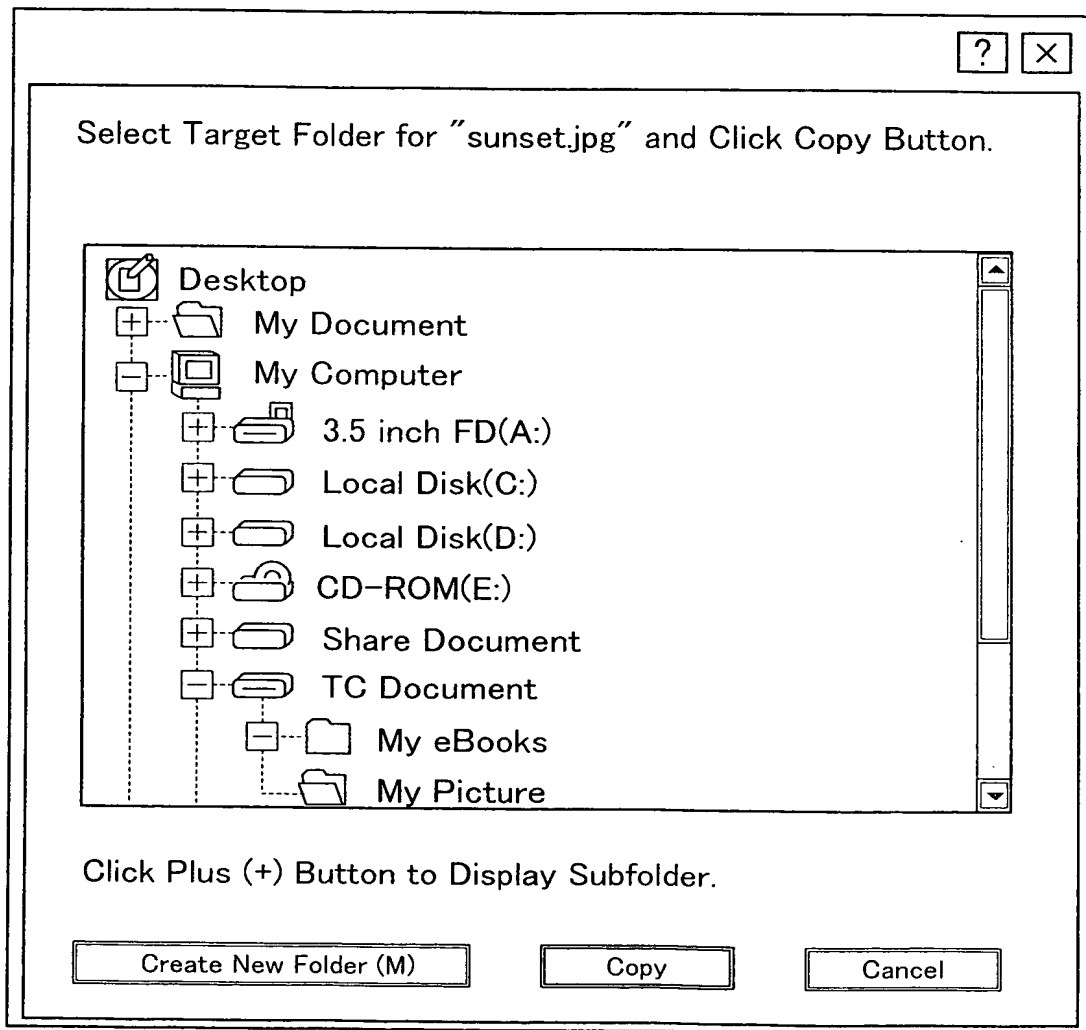 ?  ×
Select Target Folder for "sunset.jpg" and Click Copy Button.
Desktop
My Document
My Computer
3.5 inch FD(A:)
Local Disk(C:)
Local Disk(D:)
CD-ROM(E:)
Share Document
TC Document
My eBooks
My Picture
Click Plus (+) Button to Display Subfolder.
Create New Folder (M)  Copy  Cancel